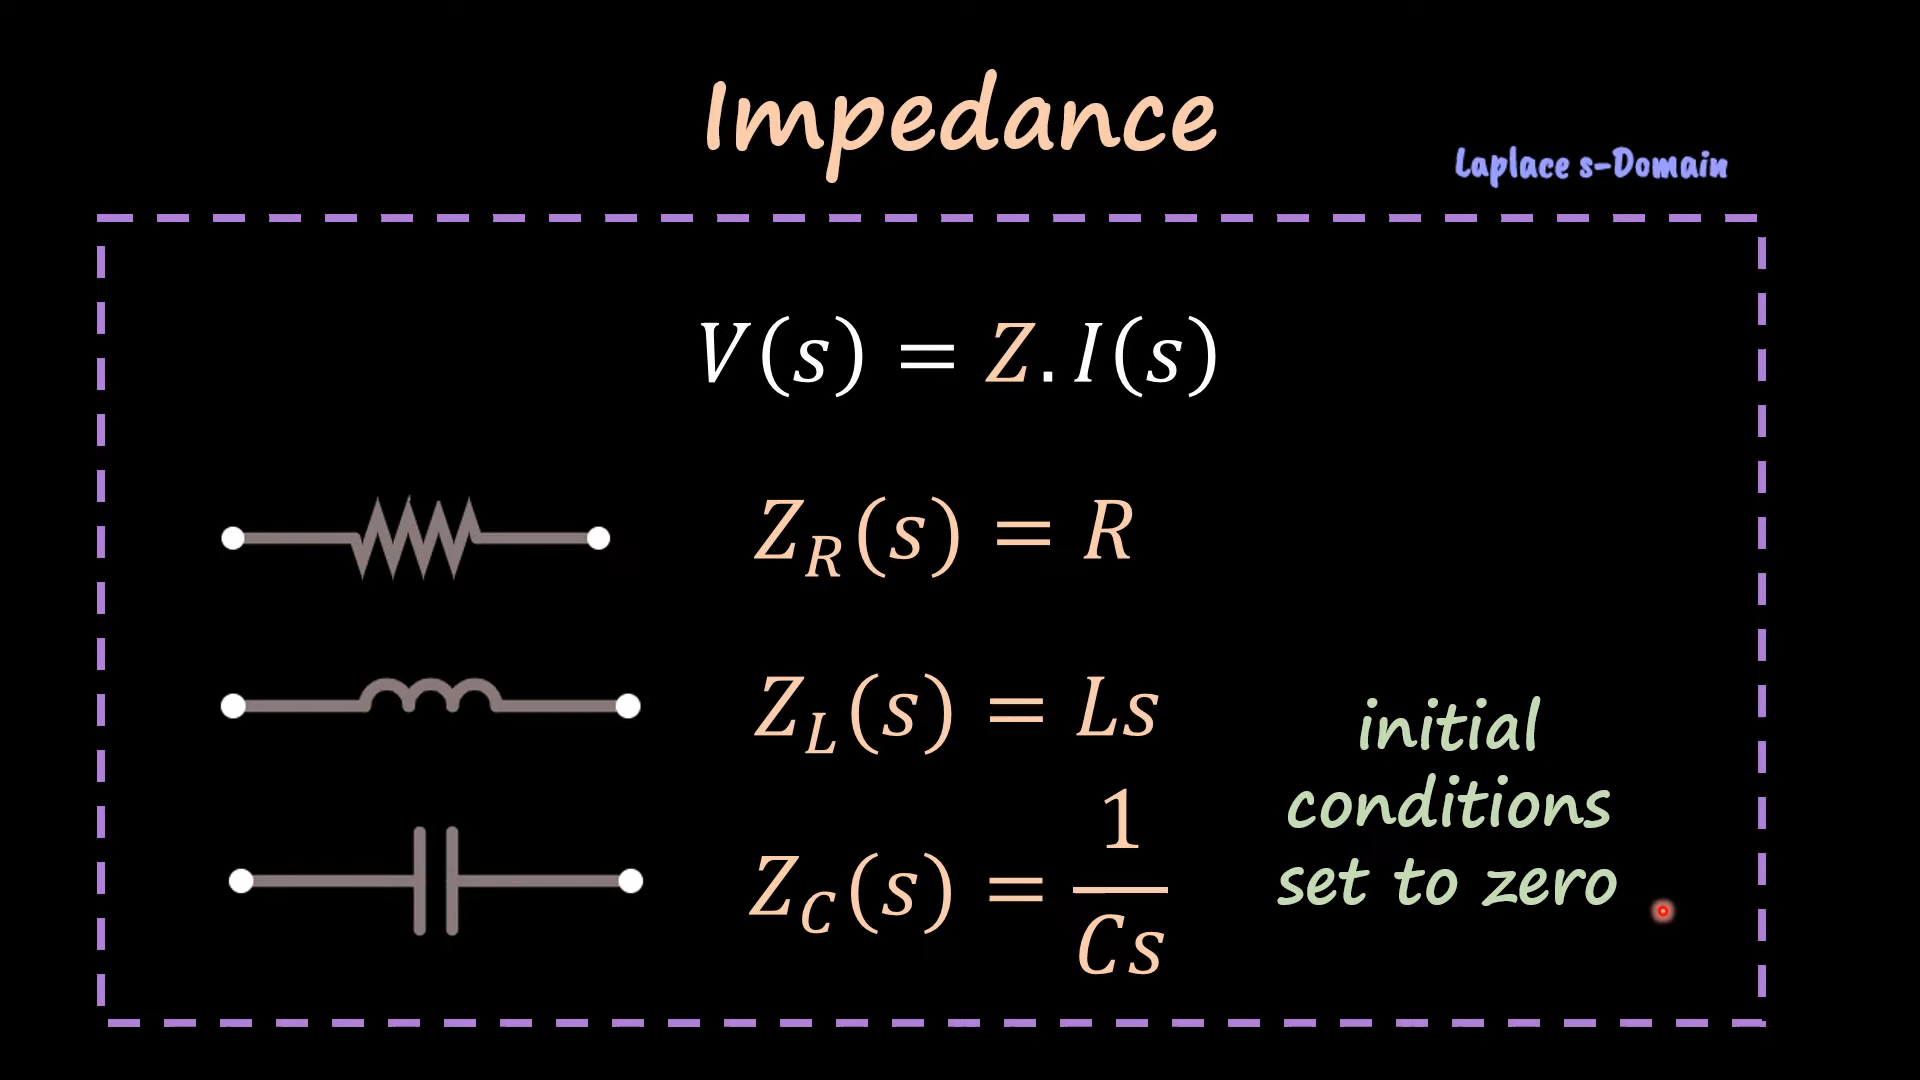 Impedance
Laplace s-Domain
V(s) = Z.I(s)
Z_R(s) = R
Z_L(s) = Ls
Z_C(s) = 1/Cs
initial
conditions
set to zero